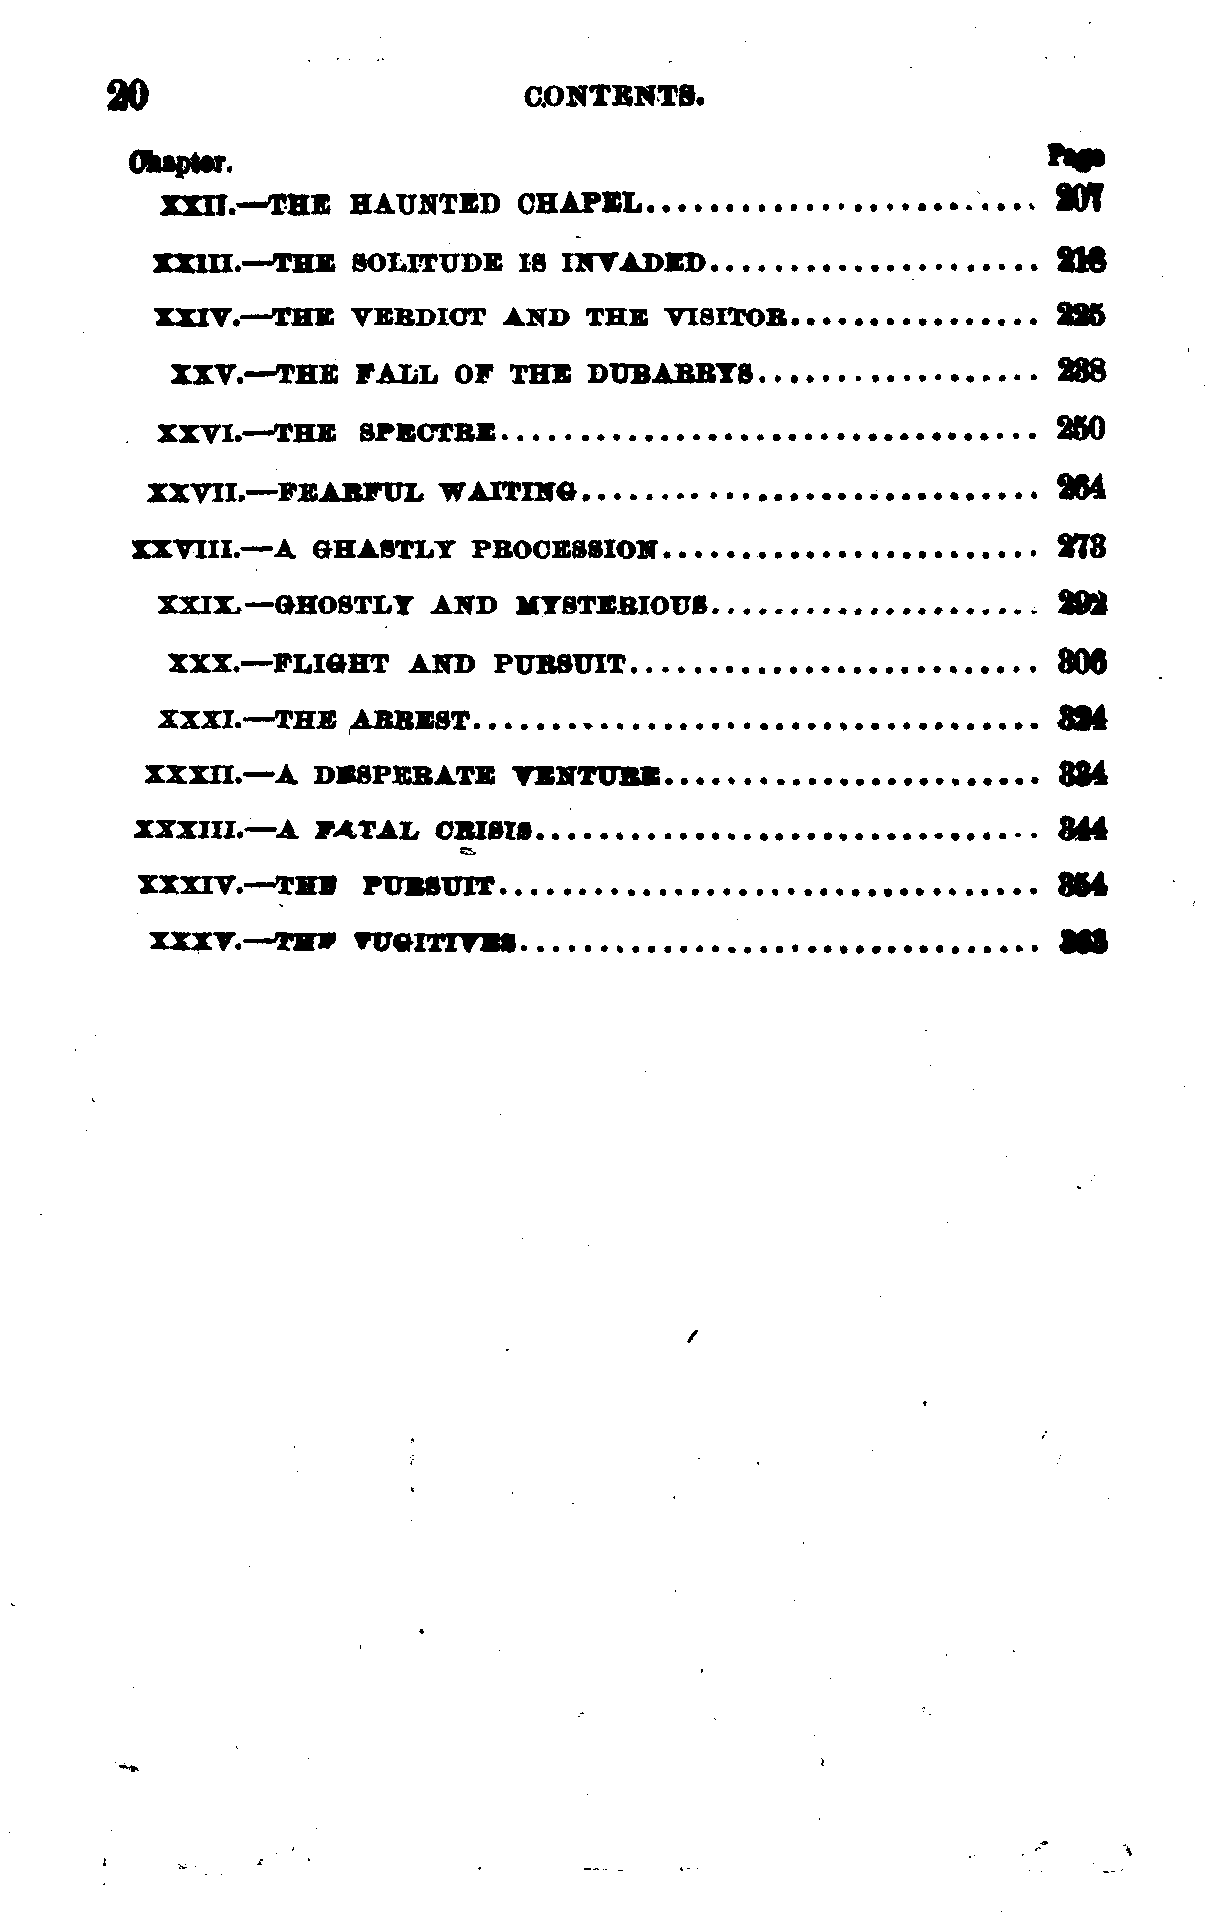 20 CONTENTS.
Chapter. Page
XXII.—THE HAUNTED CHAPEL........................ 207
XXIII.—THE SOLITUDE IS INVADED..................... 218
XXIV.—THE VERDICT AND THE VISITOR................ 225
XXV.—THE FALL OF THE DUBARRYS.................. 238
XXVI.—THE SPECTRE.................................. 250
XXVII.—FEARFUL WAITING............................. 264
XXVIII.—A GHASTLY PROCESSION........................ 273
XXIX.—GHOSTLY AND MYSTERIOUS..................... 292
XXX.—FLIGHT AND PURSUIT.......................... 306
XXXI.—THE ARREST.................................... 324
XXXII.—A DESPERATE VENTURE........................ 334
XXXIII.—A FATAL CRISIS................................ 344
XXXIV.—THE PURSUIT.................................. 354
XXXV.—THE FUGITIVES.................................